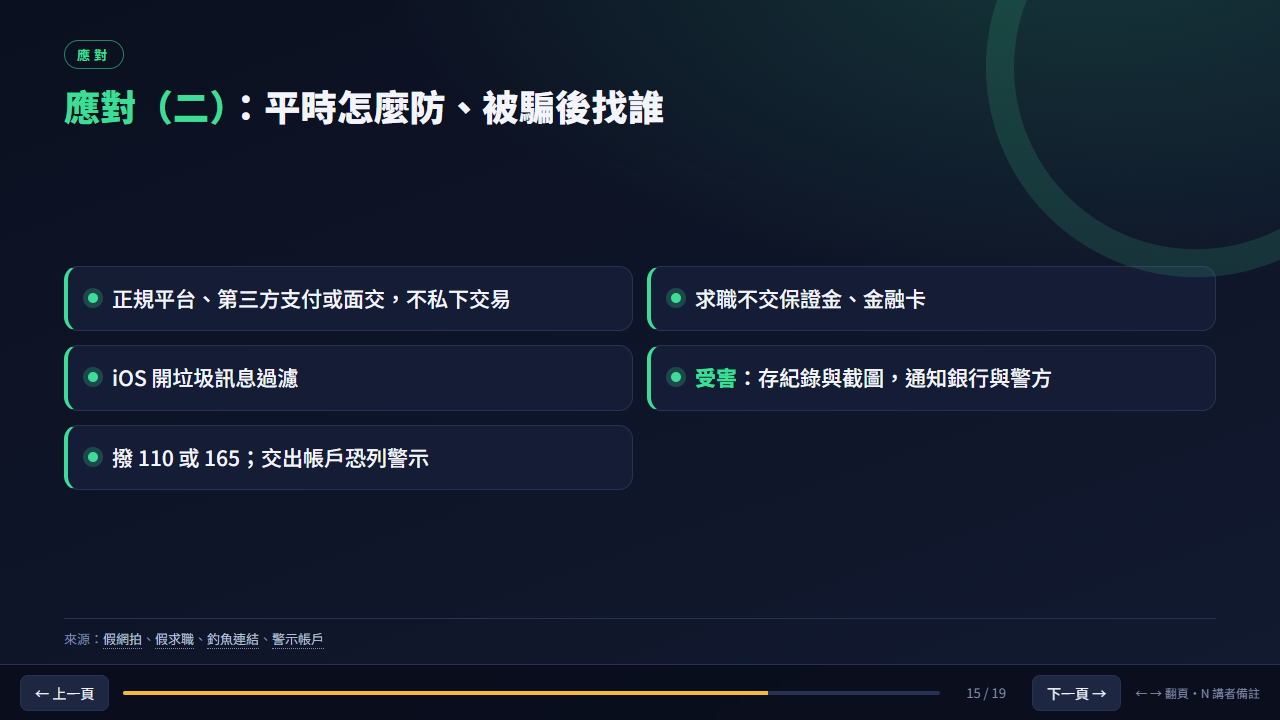 應對
應對（二）：平時怎麼防、被騙後找誰
正規平台、第三方支付或面交，不私下交易
求職不交保證金、金融卡
iOS 開垃圾訊息過濾
受害：存紀錄與截圖，通知銀行與警方
撥 110 或 165；交出帳戶恐列警示
來源：假網拍、假求職、釣魚連結、警示帳戶
← 上一頁
15 / 19
下一頁 →
← → 翻頁・N 講者備註